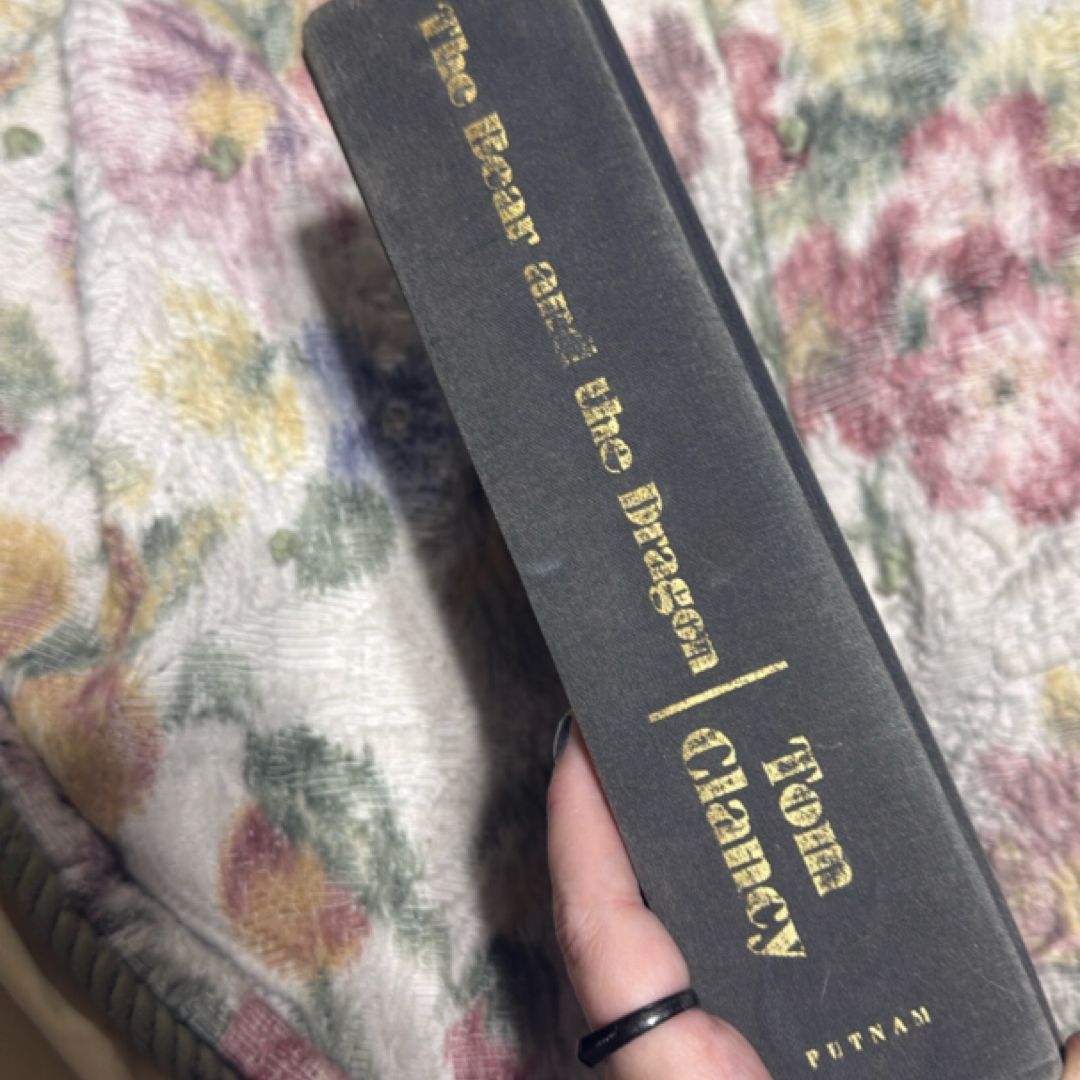 The Bear and the Dragon
Tom
Clancy
PUTNAM